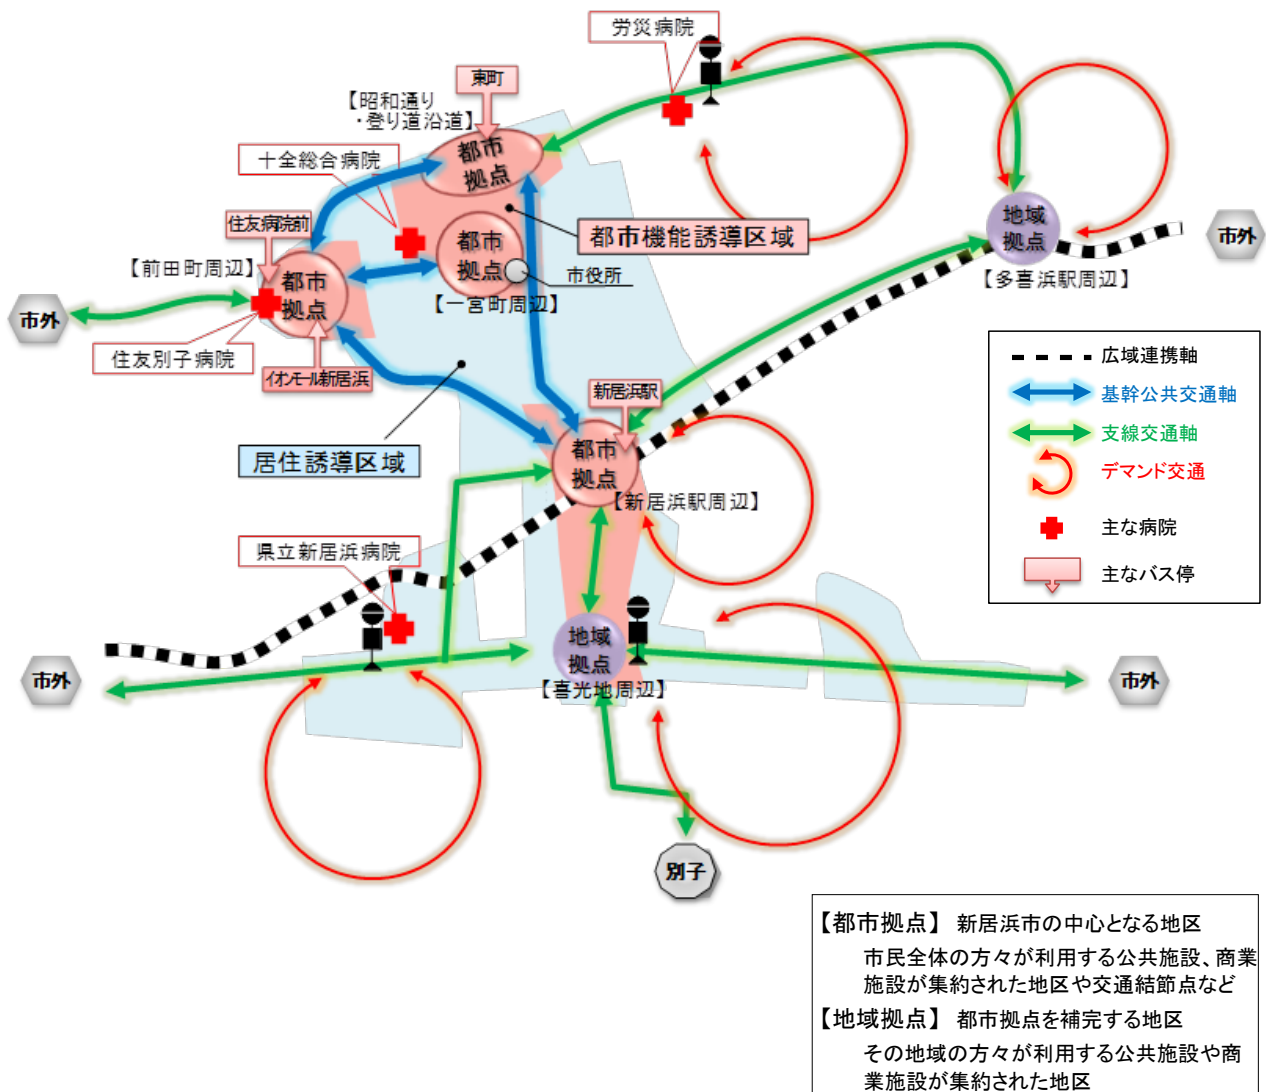 労災病院
東町
【昭和通り
・登り道沿道】
都市
拠点
十全総合病院
住友病院前
【前田町周辺】
都市
拠点
都市
拠点
市役所
【一宮町周辺】
都市機能誘導区域
地域
拠点
【多喜浜駅周辺】
市外
市外
住友別子病院
イオンモール新居浜
居住誘導区域
新居浜駅
都市
拠点
【新居浜駅周辺】
広域連携軸
基幹公共交通軸
支線交通軸
デマンド交通
主な病院
主なバス停
県立新居浜病院
地域
拠点
【喜光地周辺】
市外
市外
別子
【都市拠点】 新居浜市の中心となる地区
市民全体の方々が利用する公共施設、商業
施設が集約された地区や交通結節点など
【地域拠点】 都市拠点を補完する地区
その地域の方々が利用する公共施設や商
業施設が集約された地区